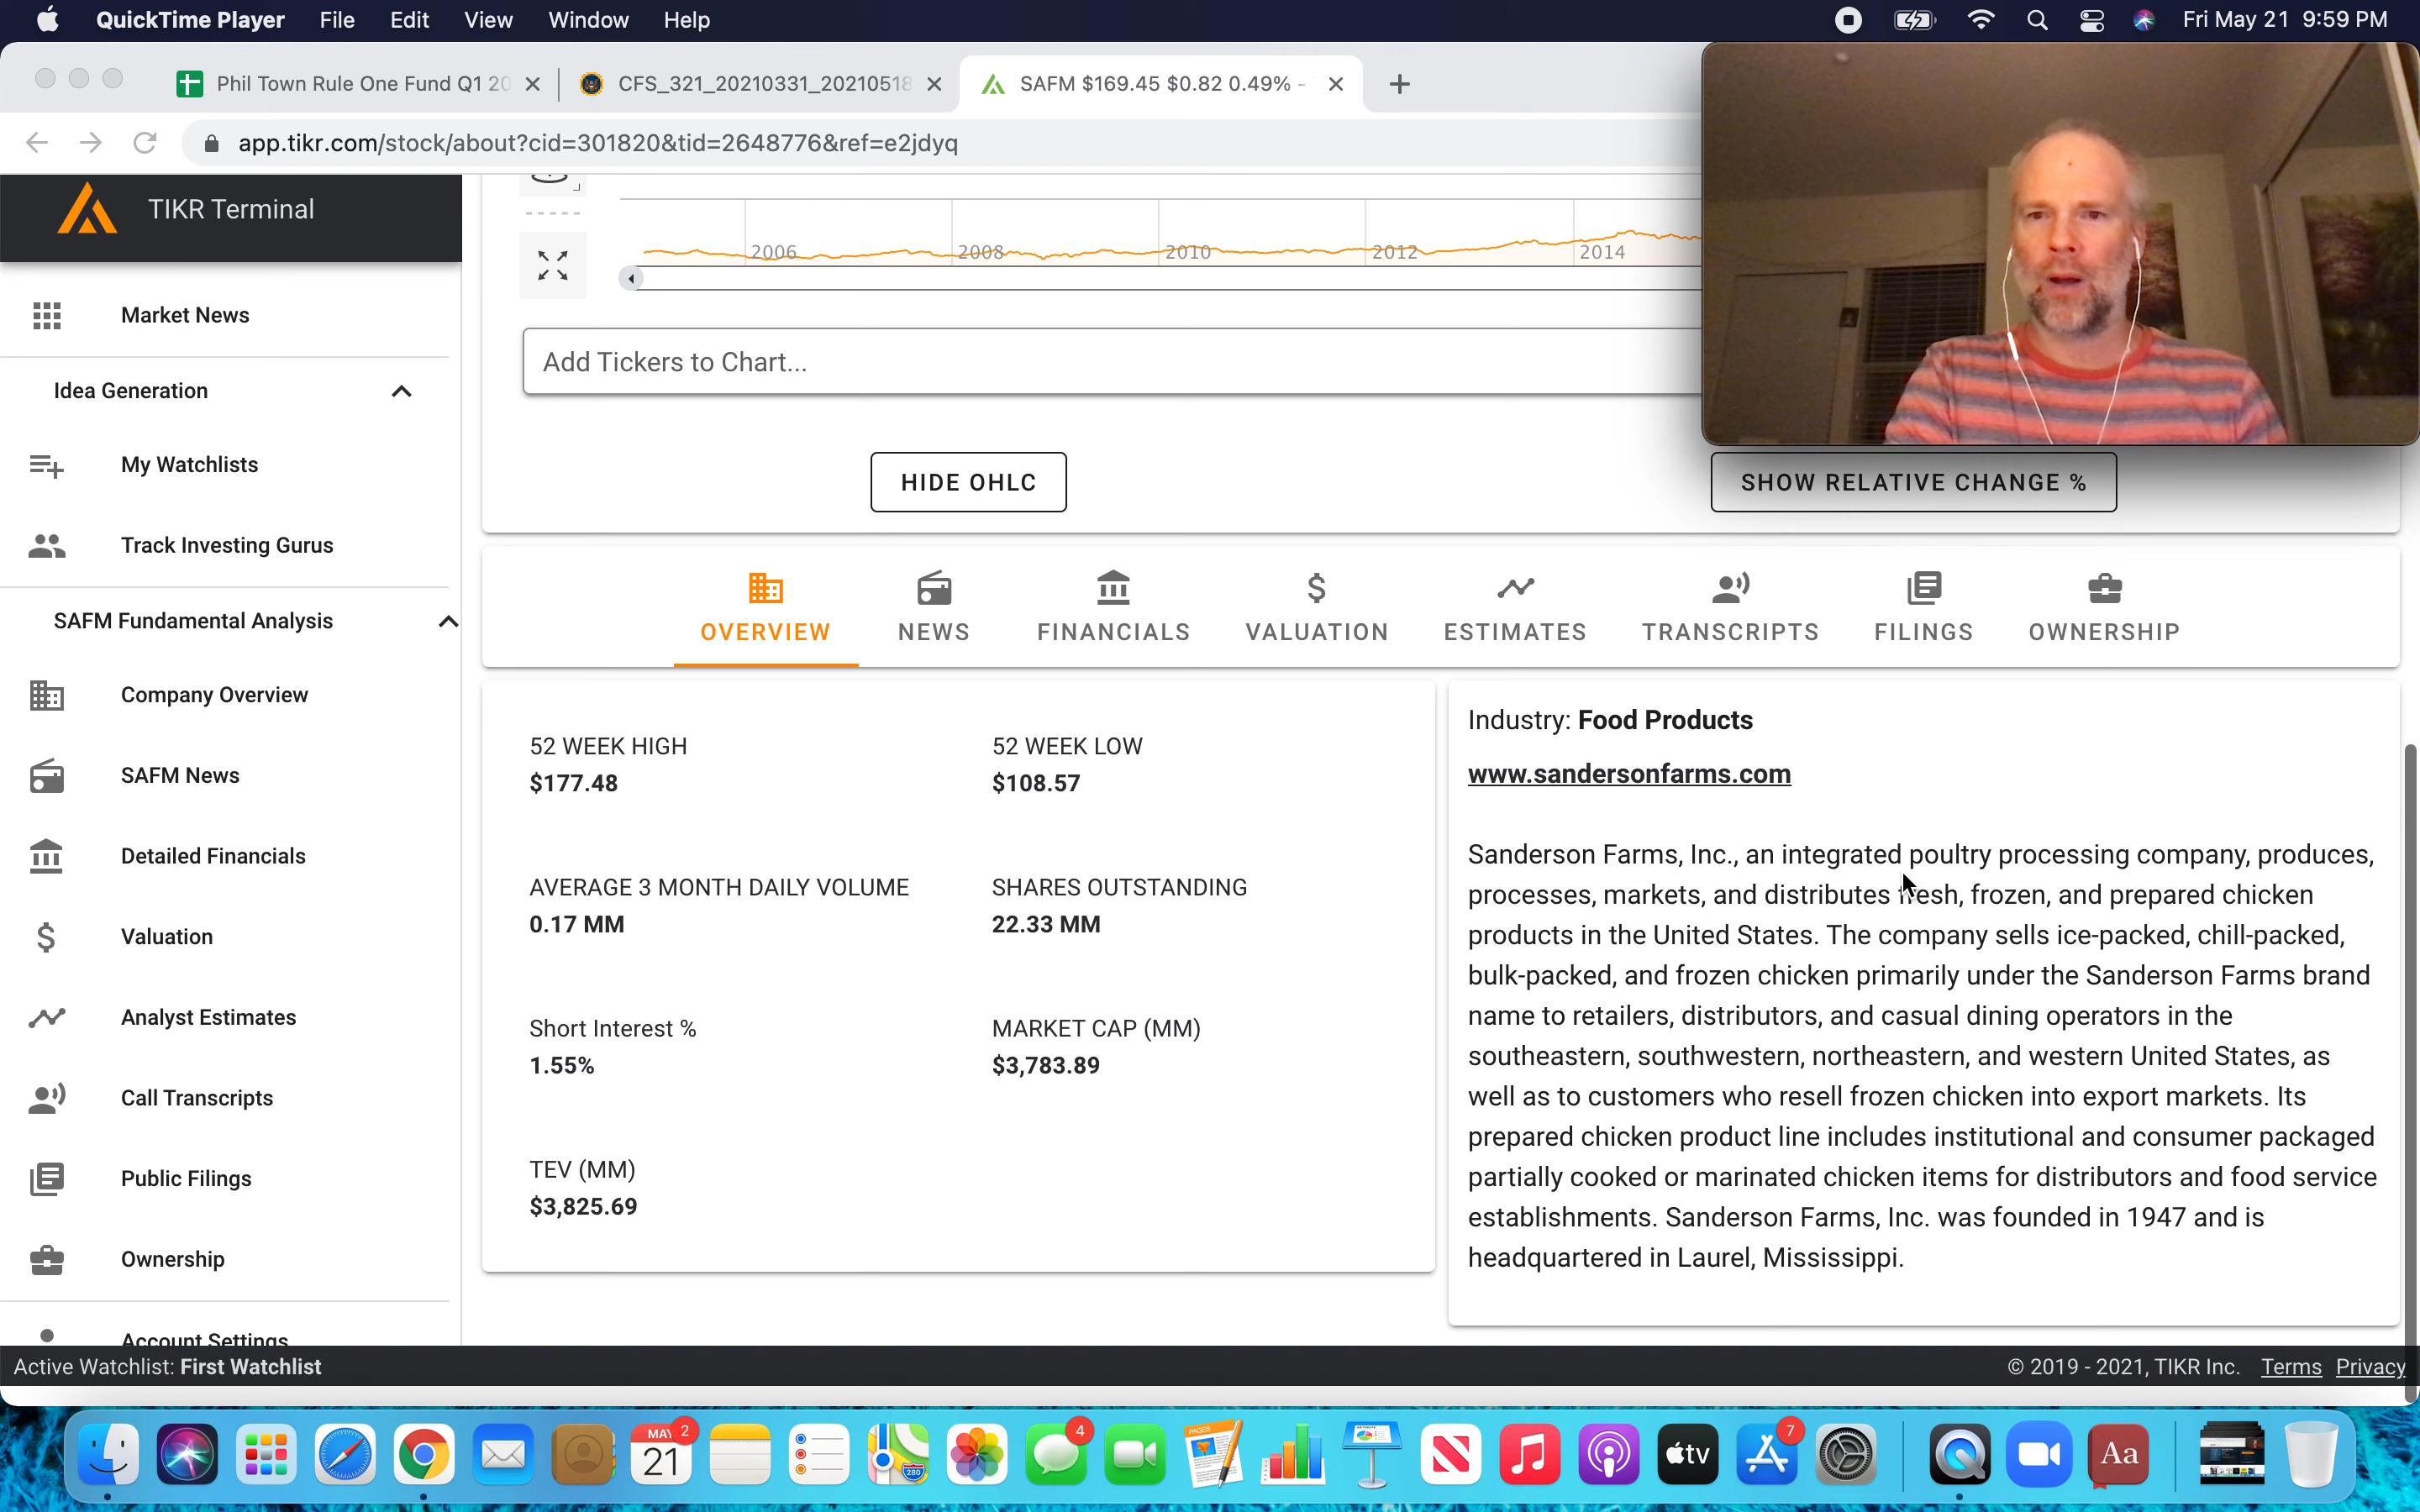 QuickTime Player File Edit View Window Help Fri May 21 9:59 PM
Phil Town Rule One Fund Q1 20
CFS_321_20210331_20210518
SAFM $169.45 $0.82 0.49% -
app.tikr.com/stock/about?cid=301820&tid=2648776&ref=e2jdyq
TIKR Terminal
2006 2008 2010 2012 2014
Market News
Add Tickers to Chart...
Idea Generation
My Watchlists
HIDE OHLC
SHOW RELATIVE CHANGE %
Track Investing Gurus
SAFM Fundamental Analysis
OVERVIEW NEWS FINANCIALS VALUATION ESTIMATES TRANSCRIPTS FILINGS OWNERSHIP
Company Overview
SAFM News
Detailed Financials
Valuation
Analyst Estimates
Call Transcripts
Public Filings
Ownership
Account Settings
52 WEEK HIGH
$177.48
52 WEEK LOW
$108.57
AVERAGE 3 MONTH DAILY VOLUME
0.17 MM
SHARES OUTSTANDING
22.33 MM
Short Interest %
1.55%
MARKET CAP (MM)
$3,783.89
TEV (MM)
$3,825.69
Industry: Food Products
www.sandersonfarms.com
Sanderson Farms, Inc., an integrated poultry processing company, produces,
processes, markets, and distributes fresh, frozen, and prepared chicken
products in the United States. The company sells ice-packed, chill-packed,
bulk-packed, and frozen chicken primarily under the Sanderson Farms brand
name to retailers, distributors, and casual dining operators in the
southeastern, southwestern, northeastern, and western United States, as
well as to customers who resell frozen chicken into export markets. Its
prepared chicken product line includes institutional and consumer packaged
partially cooked or marinated chicken items for distributors and food service
establishments. Sanderson Farms, Inc. was founded in 1947 and is
headquartered in Laurel, Mississippi.
Active Watchlist: First Watchlist
© 2019 - 2021, TIKR Inc. Terms Privacy
MAY
21
2
280
4
PAGES
tv
7
Aa